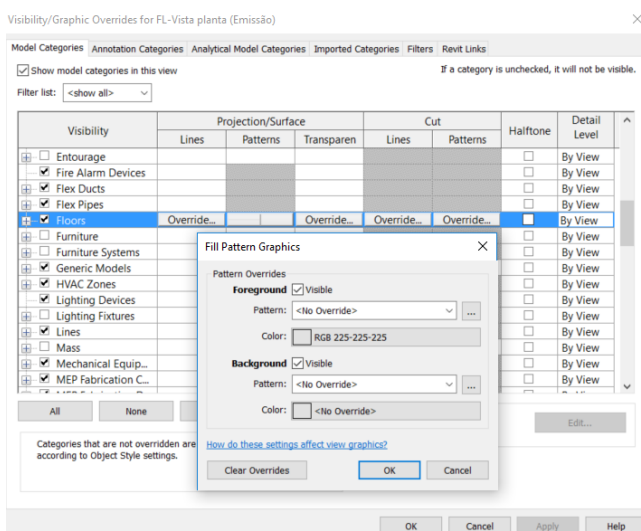 Visibility/Graphic Overrides for FL-Vista planta (Emissão)
Model Categories Annotation Categories Analytical Model Categories Imported Categories Filters Revit Links
Show model categories in this view
If a category is unchecked, it will not be visible.
Filter list: <show all>
Visibility Projection/Surface Cut Halftone Detail Level
Lines Patterns Transparen Lines Patterns
Entourage By View
Fire Alarm Devices By View
Flex Ducts By View
Flex Pipes By View
Floors Override... Override... Override... Override... By View
Furniture By View
Furniture Systems By View
Generic Models By View
HVAC Zones By View
Lighting Devices By View
Lighting Fixtures By View
Lines By View
Mass By View
Mechanical Equip... By View
MEP Fabrication C... By View
All None
Edit...
Categories that are not overridden are
according to Object Style settings.
OK Cancel Apply Help
Fill Pattern Graphics
Pattern Overrides
Foreground Visible
Pattern: <No Override> ...
Color: RGB 225-225-225
Background Visible
Pattern: <No Override> ...
Color: <No Override>
How do these settings affect view graphics?
Clear Overrides OK Cancel